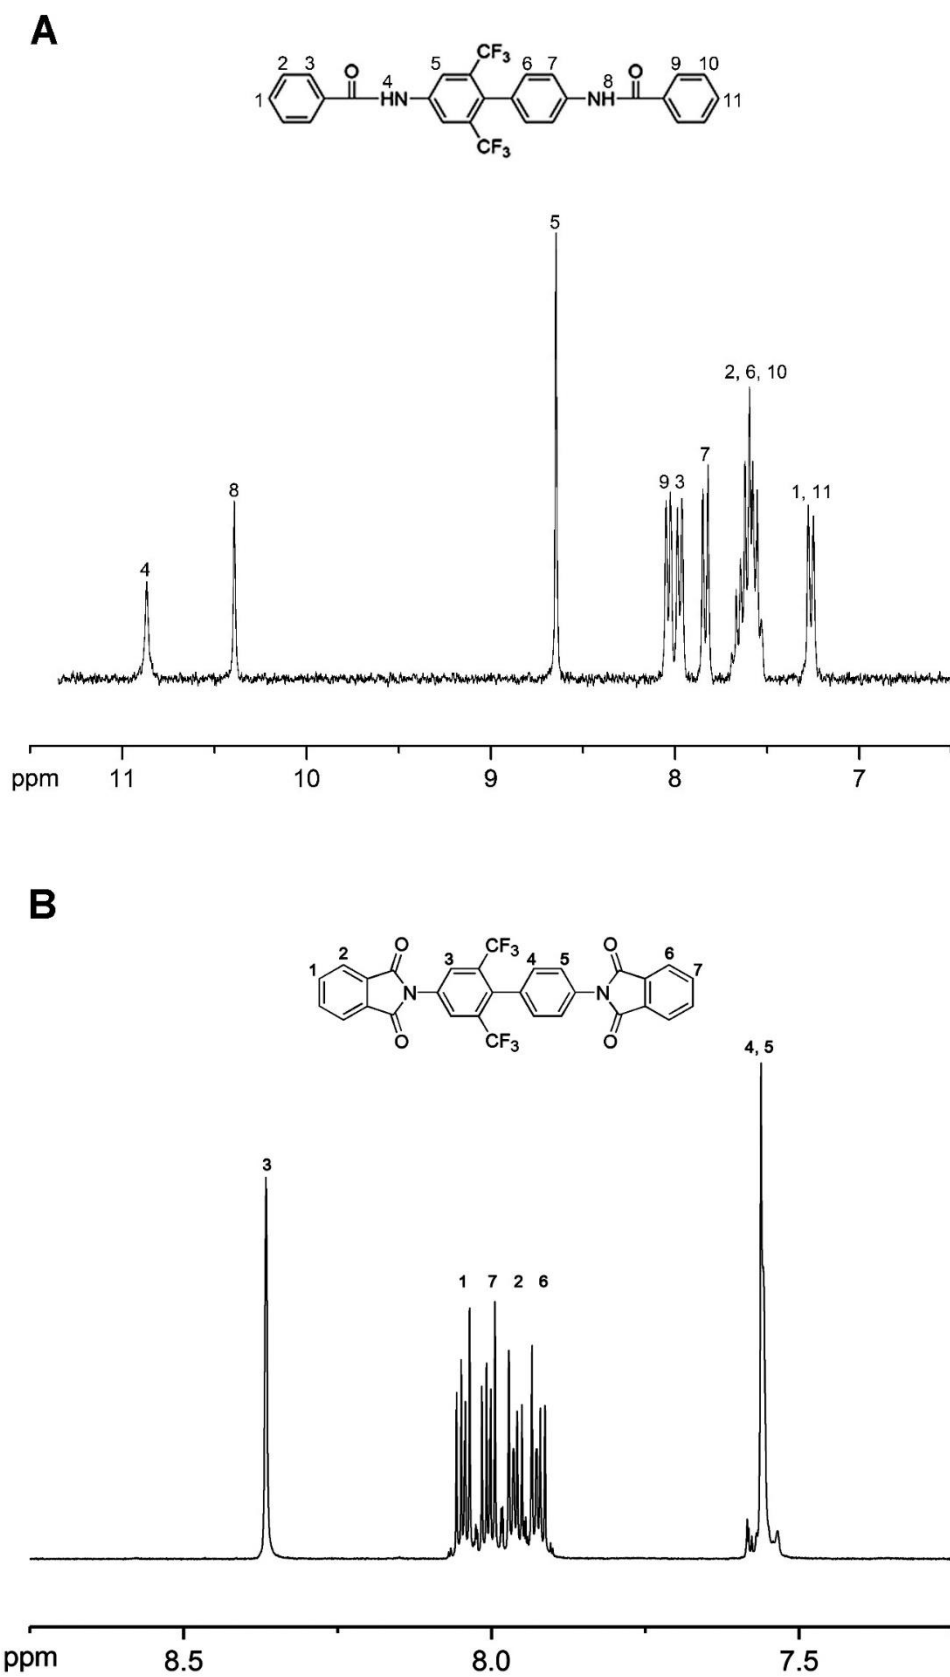 A
CF3
2 3 O 4 5 6 7 8 O 9 10
1 HN NH 11
CF3
5
2, 6, 10
7
8 9 3 1, 11
4
ppm 11 10 9 8 7
B
O CF3 O
1 2 3 4 5 6 7
N N
O CF3 O
4, 5
3
1 7 2 6
ppm 8.5 8.0 7.5